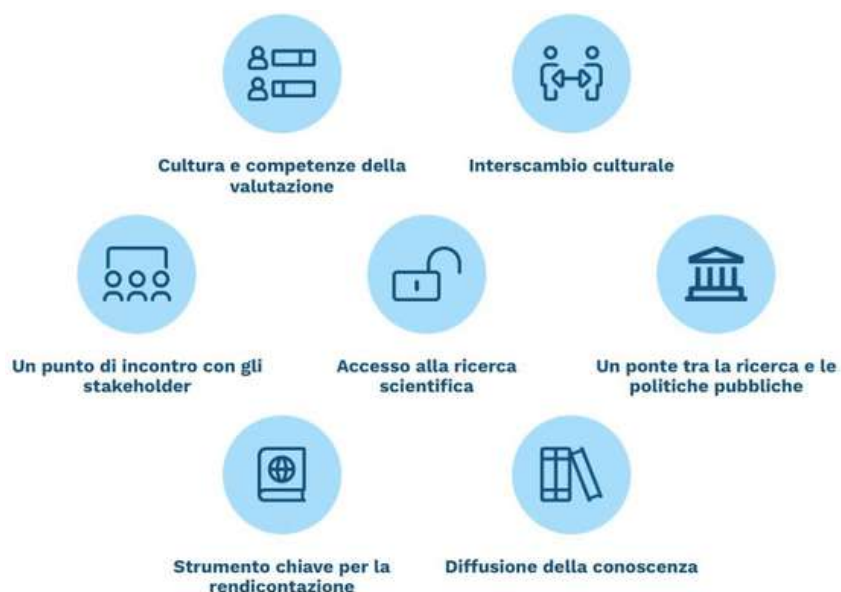 Cultura e competenze della
valutazione
Interscambio culturale
Un punto di incontro con gli
stakeholder
Accesso alla ricerca
scientifica
Un ponte tra la ricerca e le
politiche pubbliche
Strumento chiave per la
rendicontazione
Diffusione della conoscenza